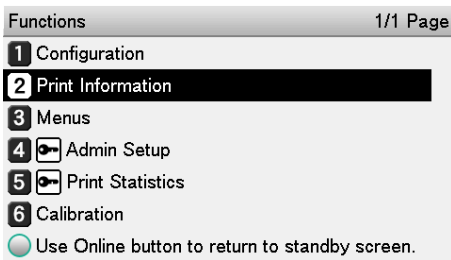 Functions 1/1 Page
1 Configuration
2 Print Information
3 Menus
4 Admin Setup
5 Print Statistics
6 Calibration
Use Online button to return to standby screen.